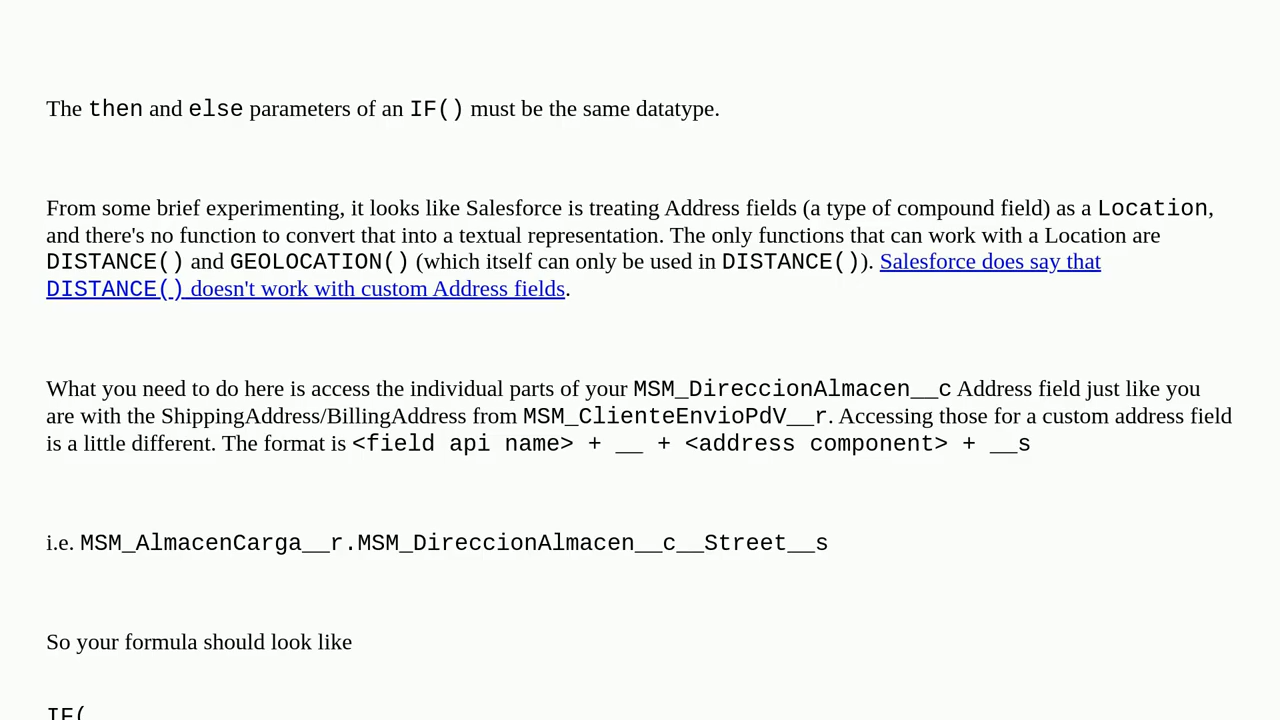 The then and else parameters of an IF() must be the same datatype.
From some brief experimenting, it looks like Salesforce is treating Address fields (a type of compound field) as a Location,
and there's no function to convert that into a textual representation. The only functions that can work with a Location are
DISTANCE() and GEOLOCATION() (which itself can only be used in DISTANCE()). Salesforce does say that
DISTANCE() doesn't work with custom Address fields.
What you need to do here is access the individual parts of your MSM_DireccionAlmacen__c Address field just like you
are with the ShippingAddress/BillingAddress from MSM_ClienteEnvioPdV__r. Accessing those for a custom address field
is a little different. The format is <field api name> + __ + <address component> + __s
i.e. MSM_AlmacenCarga__r.MSM_DireccionAlmacen__c__Street__s
So your formula should look like
IF(